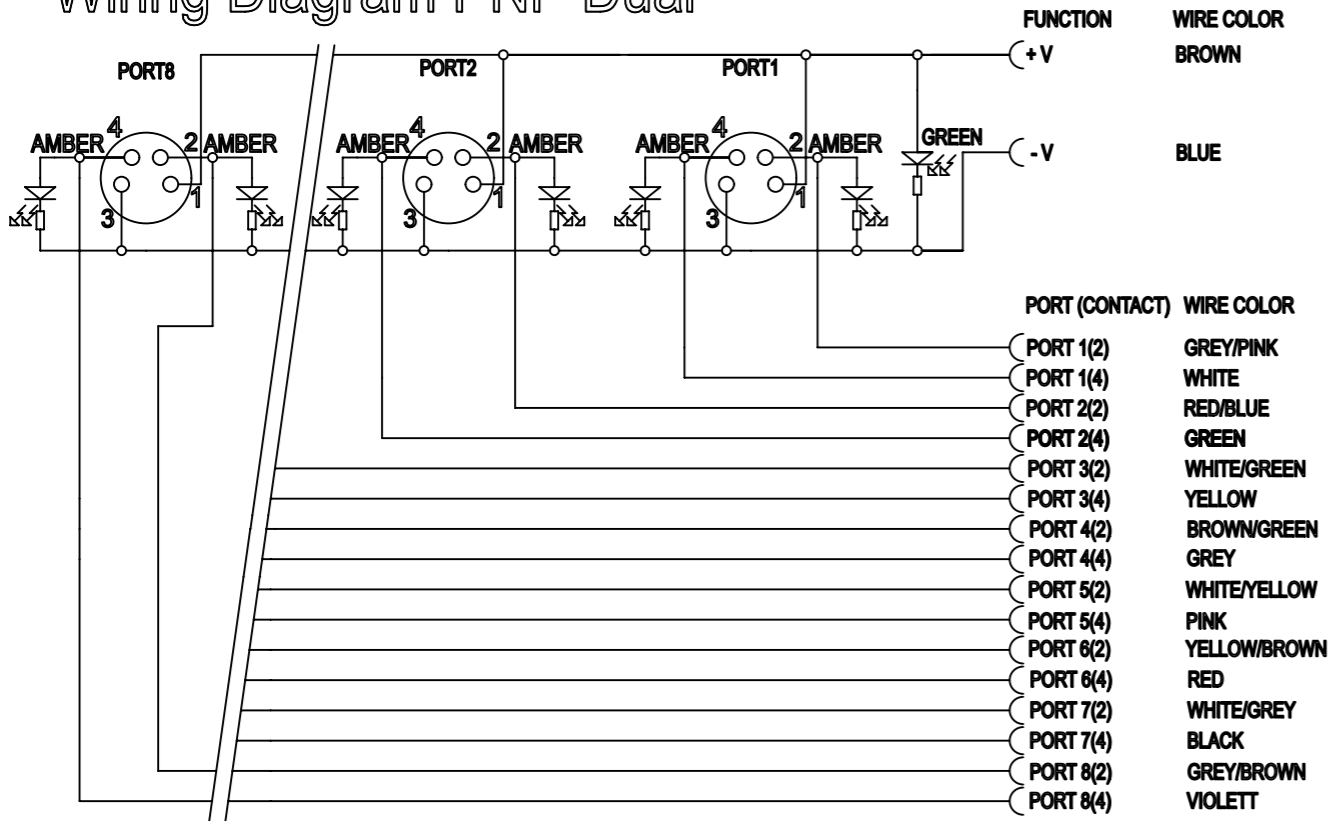 Wiring Diagram PNP Dual
FUNCTION WIRE COLOR
+ V BROWN
PORT8 PORT2 PORT1
AMBER 4 2 AMBER AMBER 4 2 AMBER AMBER 4 2 AMBER GREEN
- V BLUE
1 1 1
3 3 3
PORT (CONTACT) WIRE COLOR
PORT 1(2) GREY/PINK
PORT 1(4) WHITE
PORT 2(2) RED/BLUE
PORT 2(4) GREEN
PORT 3(2) WHITE/GREEN
PORT 3(4) YELLOW
PORT 4(2) BROWN/GREEN
PORT 4(4) GREY
PORT 5(2) WHITE/YELLOW
PORT 5(4) PINK
PORT 6(2) YELLOW/BROWN
PORT 6(4) RED
PORT 7(2) WHITE/GREY
PORT 7(4) BLACK
PORT 8(2) GREY/BROWN
PORT 8(4) VIOLETT